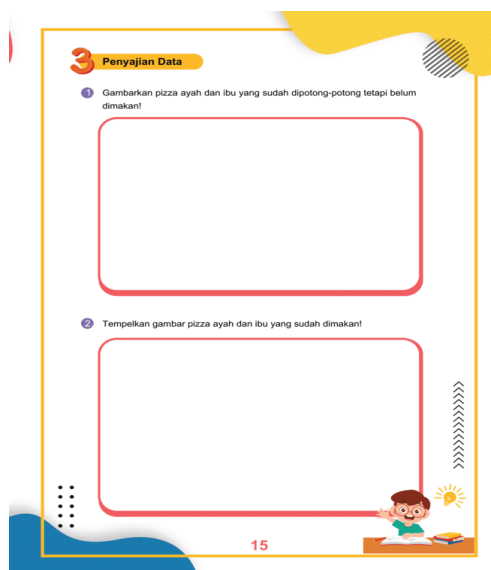 3 Penyajian Data
1 Gambarkan pizza ayah dan ibu yang sudah dipotong-potong tetapi belum
dimakan!
2 Tempelkan gambar pizza ayah dan ibu yang sudah dimakan!
15